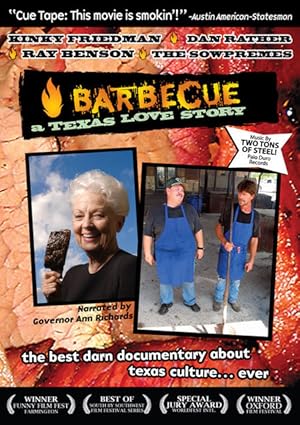 "Cue Tape: This movie is smokin'!" -Austin American-Statesman
KINKY FRIEDMAN DAN RATHER
RAY BENSON THE SOWPREMES
BARBECUE
a TEXAS LOVE STORY
Music By
TWO TONS
OF STEEL!
Palo Duro
Records
Narrated by
Governor Ann Richards
the best darn documentary about
texas culture... ever
WINNER
FUNNY FILM FEST
FARMINGTON
BEST OF
SOUTH BY SOUTHWEST
FILM FESTIVAL SERIES
SPECIAL
JURY AWARD
WORLDFEST INTL.
WINNER
OXFORD
FILM FESTIVAL